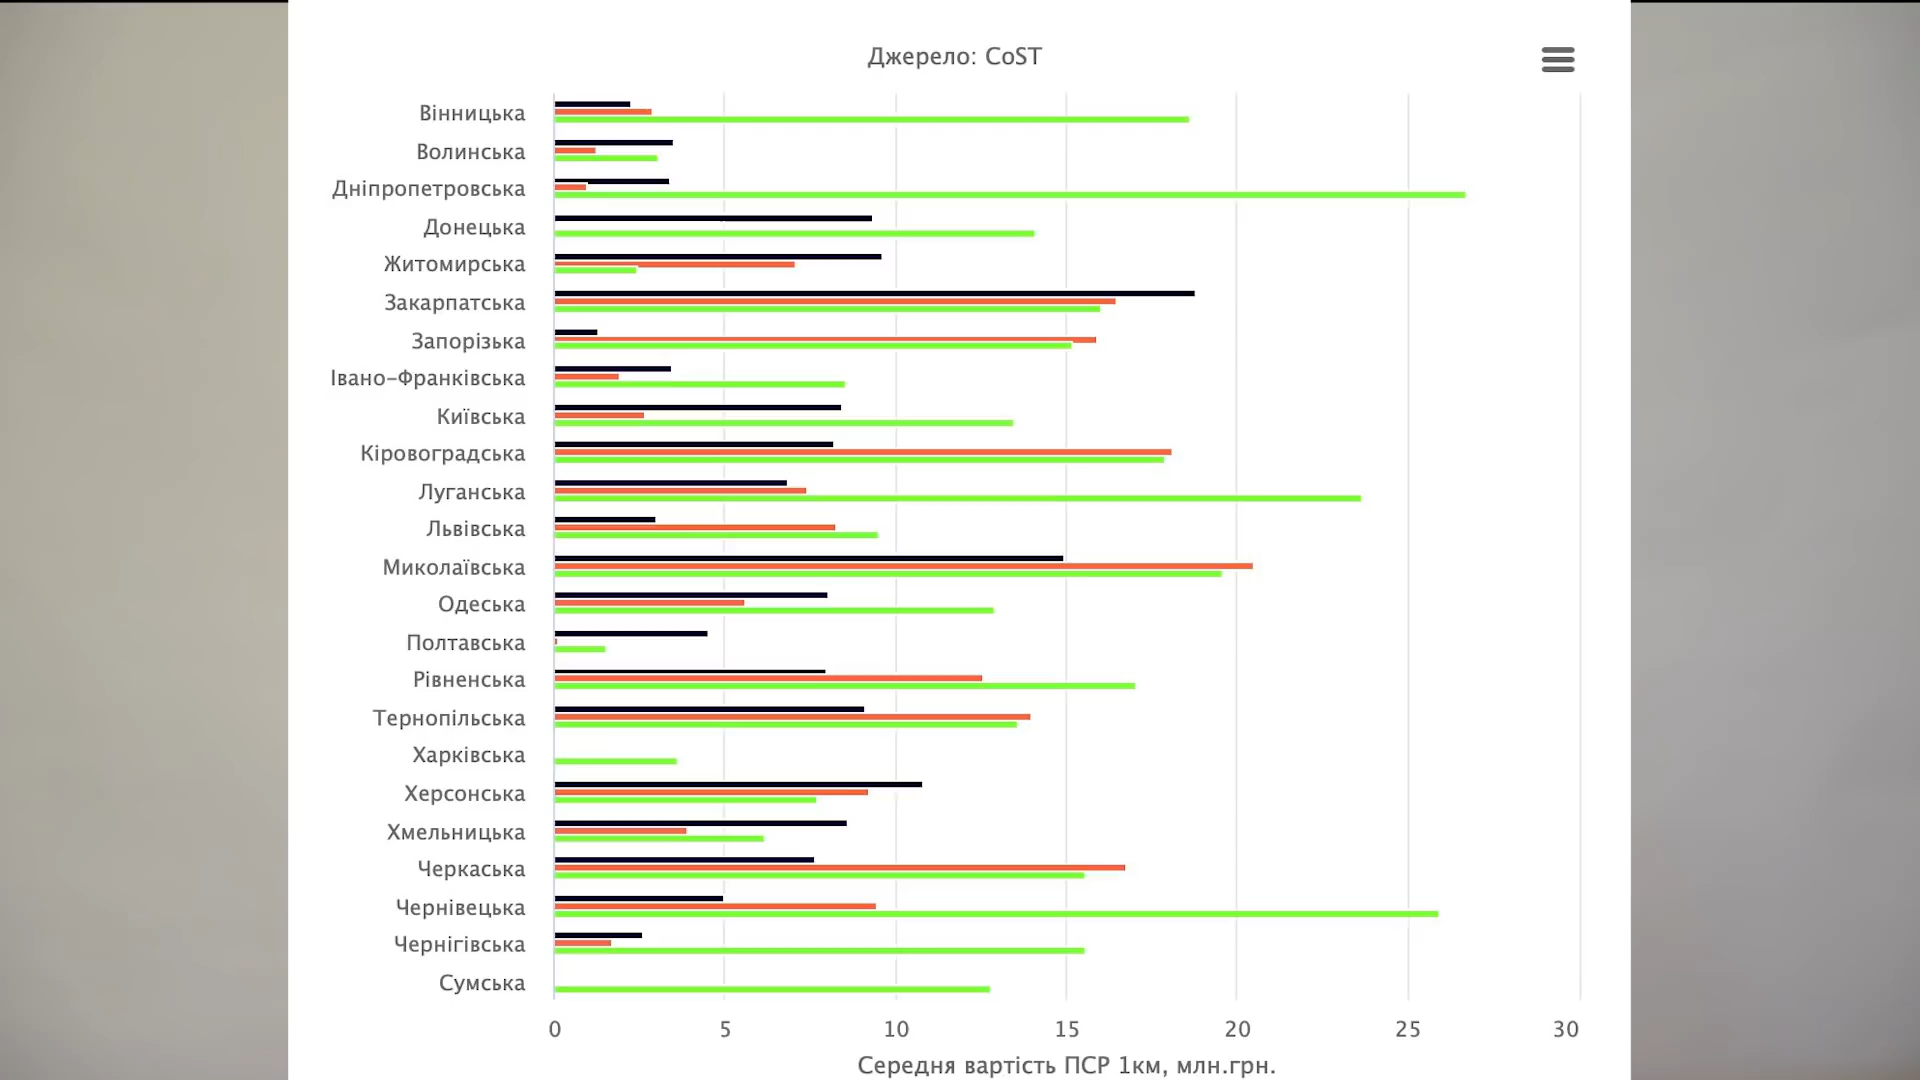 Джерело: CoST
Вінницька
Волинська
Дніпропетровська
Донецька
Житомирська
Закарпатська
Запорізька
Івано-Франківська
Київська
Кіровоградська
Луганська
Львівська
Миколаївська
Одеська
Полтавська
Рівненська
Тернопільська
Харківська
Херсонська
Хмельницька
Черкаська
Чернівецька
Чернігівська
Сумська
0 5 10 15 20 25 30
Середня вартість ПСР 1км, млн.грн.